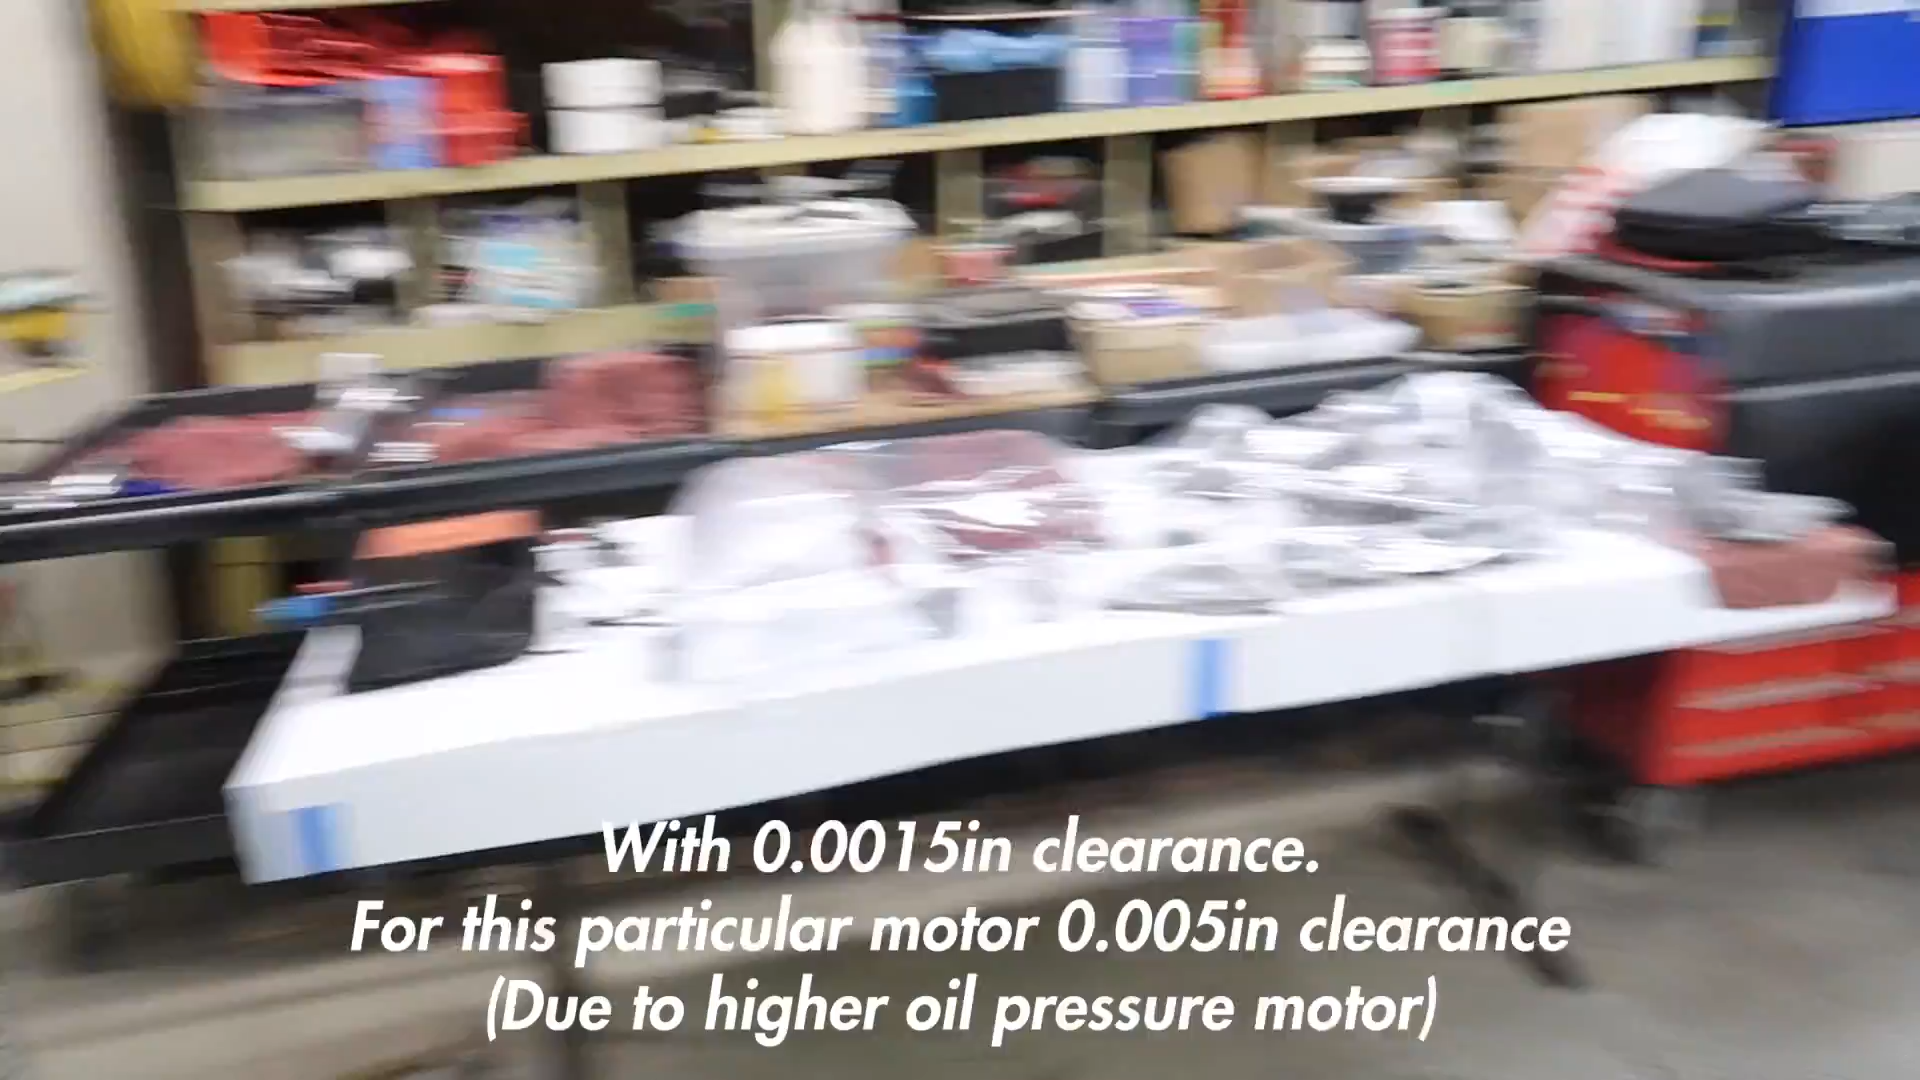 With 0.0015in clearance.
For this particular motor 0.005in clearance
(Due to higher oil pressure motor)